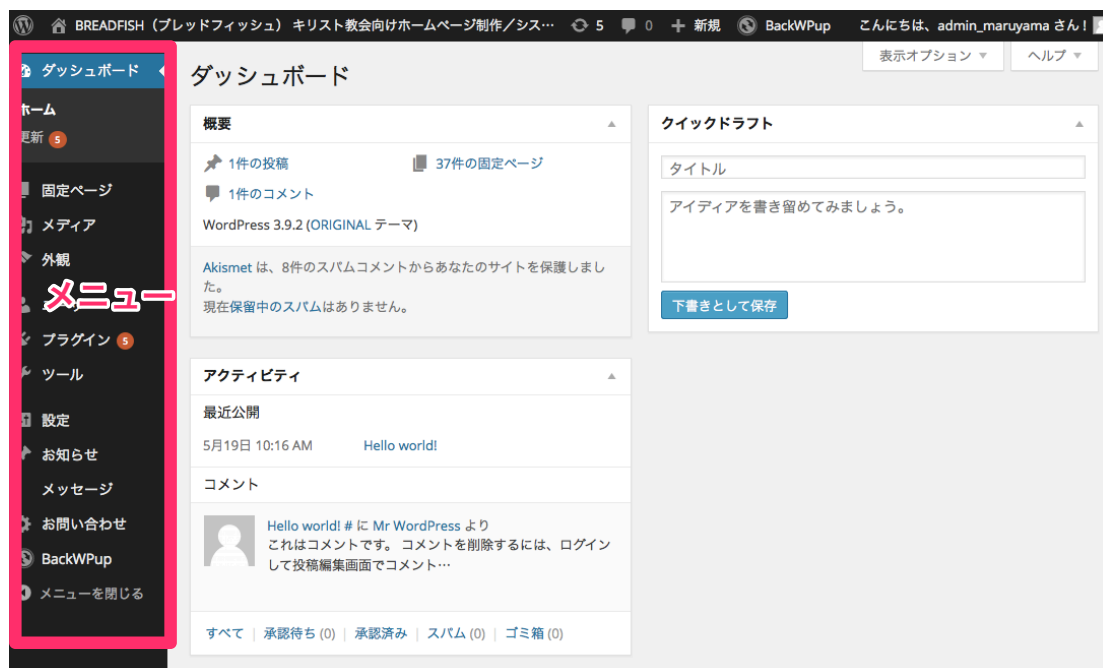 BREADFISH（ブレッドフィッシュ）キリスト教会向けホームページ制作／シス… 5 0 新規 BackWPup こんにちは、admin_maruyama さん！
表示オプション ヘルプ
ダッシュボード
ホーム
更新 5
固定ページ
メディア
外観
メニュー
プラグイン 5
ツール
設定
お知らせ
メッセージ
お問い合わせ
BackWPup
メニューを閉じる
ダッシュボード
概要
1件の投稿 37件の固定ページ
1件のコメント
WordPress 3.9.2 (ORIGINAL テーマ)
Akismet は、8件のスパムコメントからあなたのサイトを保護しまし
た。
現在保留中のスパムはありません。
アクティビティ
最近公開
5月19日 10:16 AM Hello world!
コメント
Hello world! # に Mr WordPress より
これはコメントです。 コメントを削除するには、ログイン
して投稿編集画面でコメント…
すべて | 承認待ち (0) | 承認済み | スパム (0) | ゴミ箱 (0)
クイックドラフト
タイトル
アイディアを書き留めてみましょう。
下書きとして保存